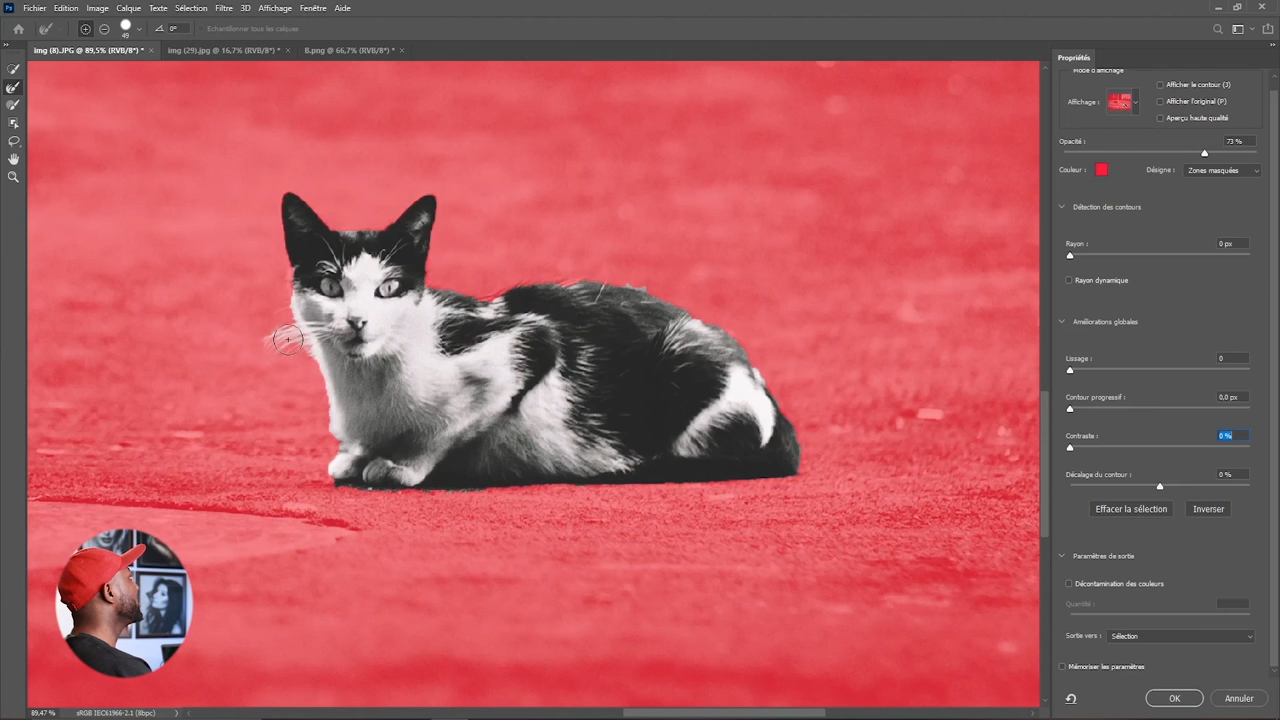 Ps Fichier Edition Image Calque Texte Sélection Filtre 3D Affichage Fenêtre Aide
49 0° Echantillonner tous les calques
img (8).JPG @ 89,5% (RVB/8*) * × img (29).jpg @ 16,7% (RVB/8*) * × B.png @ 66,7% (RVB/8*) * ×
Propriétés
Mode d'affichage
Affichage :
Afficher le contour (J)
Afficher l'original (P)
Aperçu haute qualité
Opacité : 73 %
Couleur : Désigne : Zones masquées
Détection des contours
Rayon : 0 px
Rayon dynamique
Améliorations globales
Lissage : 0
Contour progressif : 0,0 px
Contraste : 0 %
Décalage du contour : 0 %
Effacer la sélection Inverser
Paramètres de sortie
Décontamination des couleurs
Quantité :
Sortie vers : Sélection
Mémoriser les paramètres
OK Annuler
89,47 % sRGB IEC61966-2.1 (8bpc)